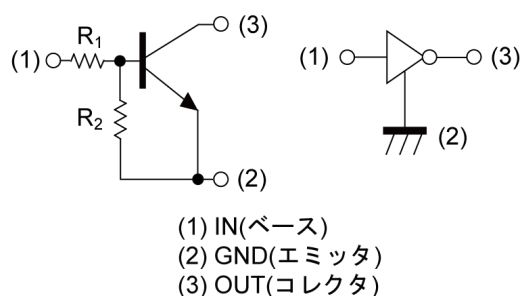 (3)
R₁
(1)
R₂
(2)
(1)
(3)
(2)
(1) IN(ベース)
(2) GND(エミッタ)
(3) OUT(コレクタ)